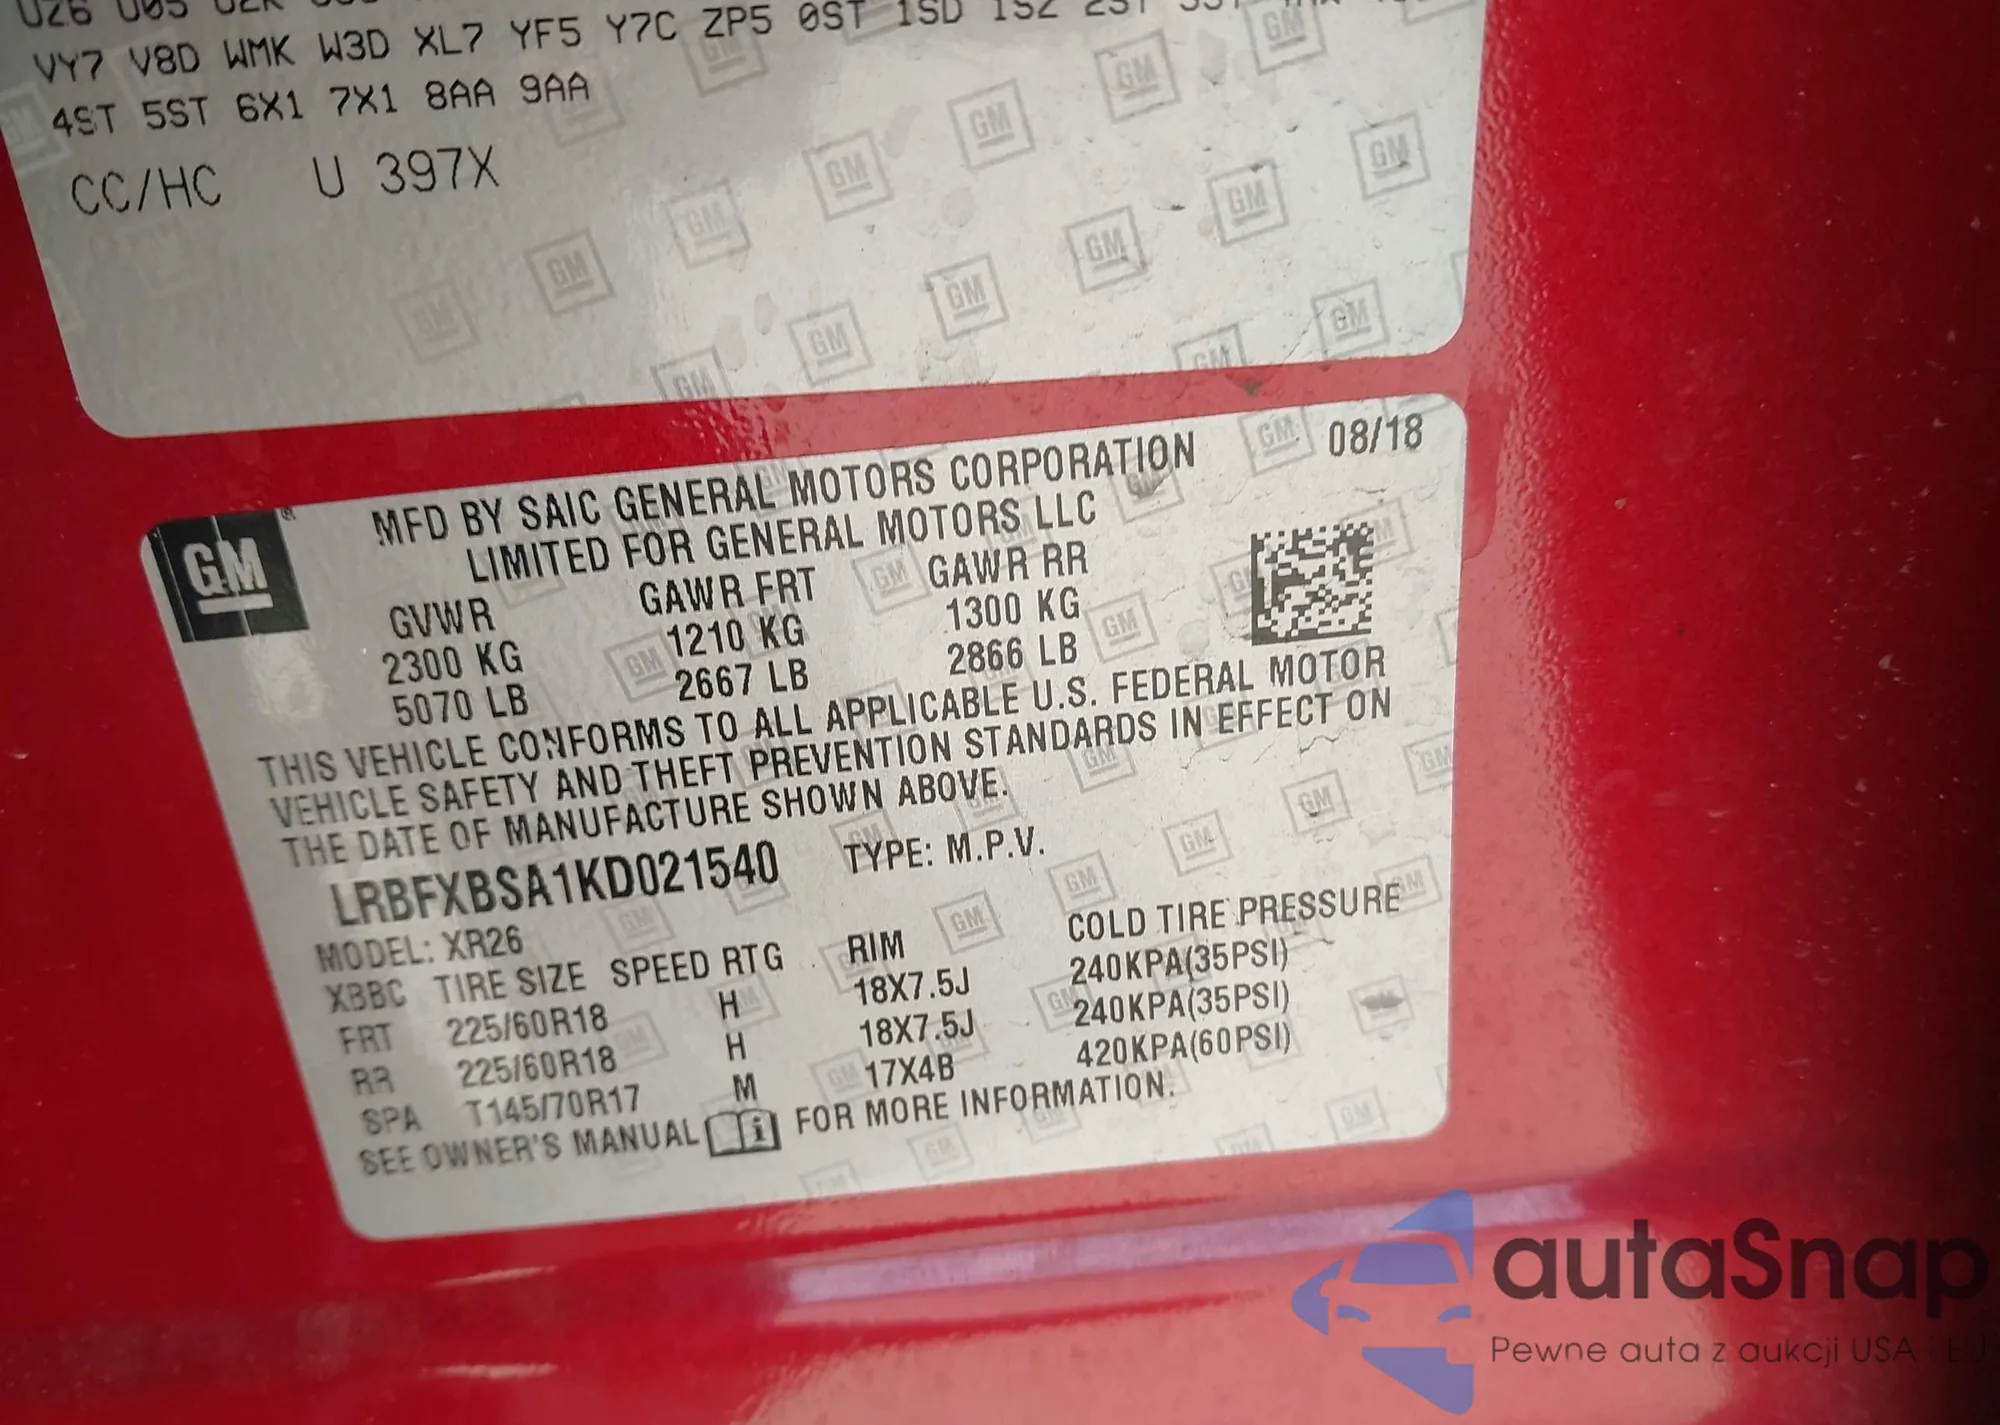 VY7 V8D WMK W3D XL7 YF5 Y7C ZP5 0ST 1SD 1SZ 2ST
4ST 5ST 6X1 7X1 8AA 9AA
CC/HC U 397X
GM
MFD BY SAIC GENERAL MOTORS CORPORATION 08/18
LIMITED FOR GENERAL MOTORS LLC
GVWR GAWR FRT GAWR RR
2300 KG 1210 KG 1300 KG
5070 LB 2667 LB 2866 LB
THIS VEHICLE CONFORMS TO ALL APPLICABLE U.S. FEDERAL MOTOR
VEHICLE SAFETY AND THEFT PREVENTION STANDARDS IN EFFECT ON
THE DATE OF MANUFACTURE SHOWN ABOVE.
LRBFXBSA1KD021540 TYPE: M.P.V.
MODEL: XR26
XBBC TIRE SIZE SPEED RTG RIM COLD TIRE PRESSURE
FRT 225/60R18 H 18X7.5J 240KPA(35PSI)
RR 225/60R18 H 18X7.5J 240KPA(35PSI)
SPA T145/70R17 M 17X4B 420KPA(60PSI)
SEE OWNER'S MANUAL FOR MORE INFORMATION.
autaSnap
Pewne auta z aukcji USA i EU